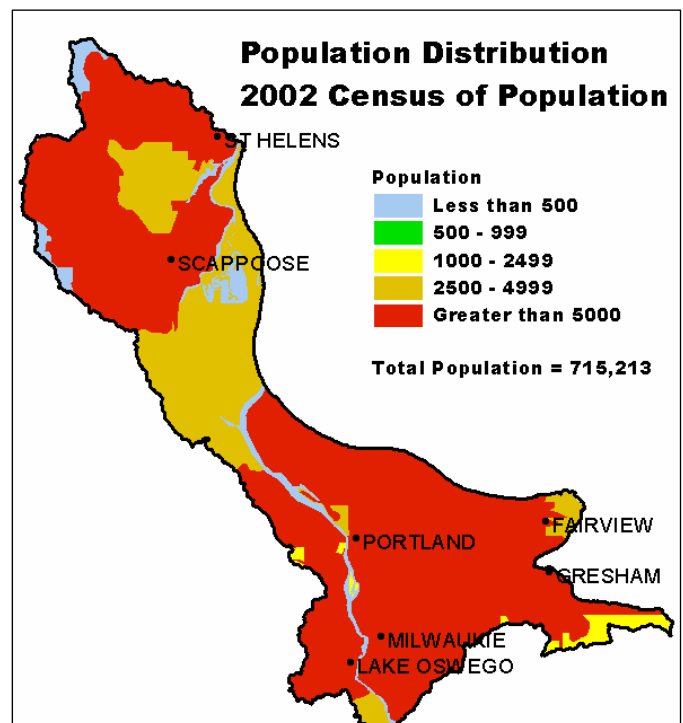 Population Distribution
2002 Census of Population
ST HELENS
Population
Less than 500
500 - 999
1000 - 2499
SCAPPOOSE
2500 - 4999
Greater than 5000
Total Population = 715,213
FAIRVIEW
PORTLAND
GRESHAM
MILWAUKIE
LAKE OSWEGO